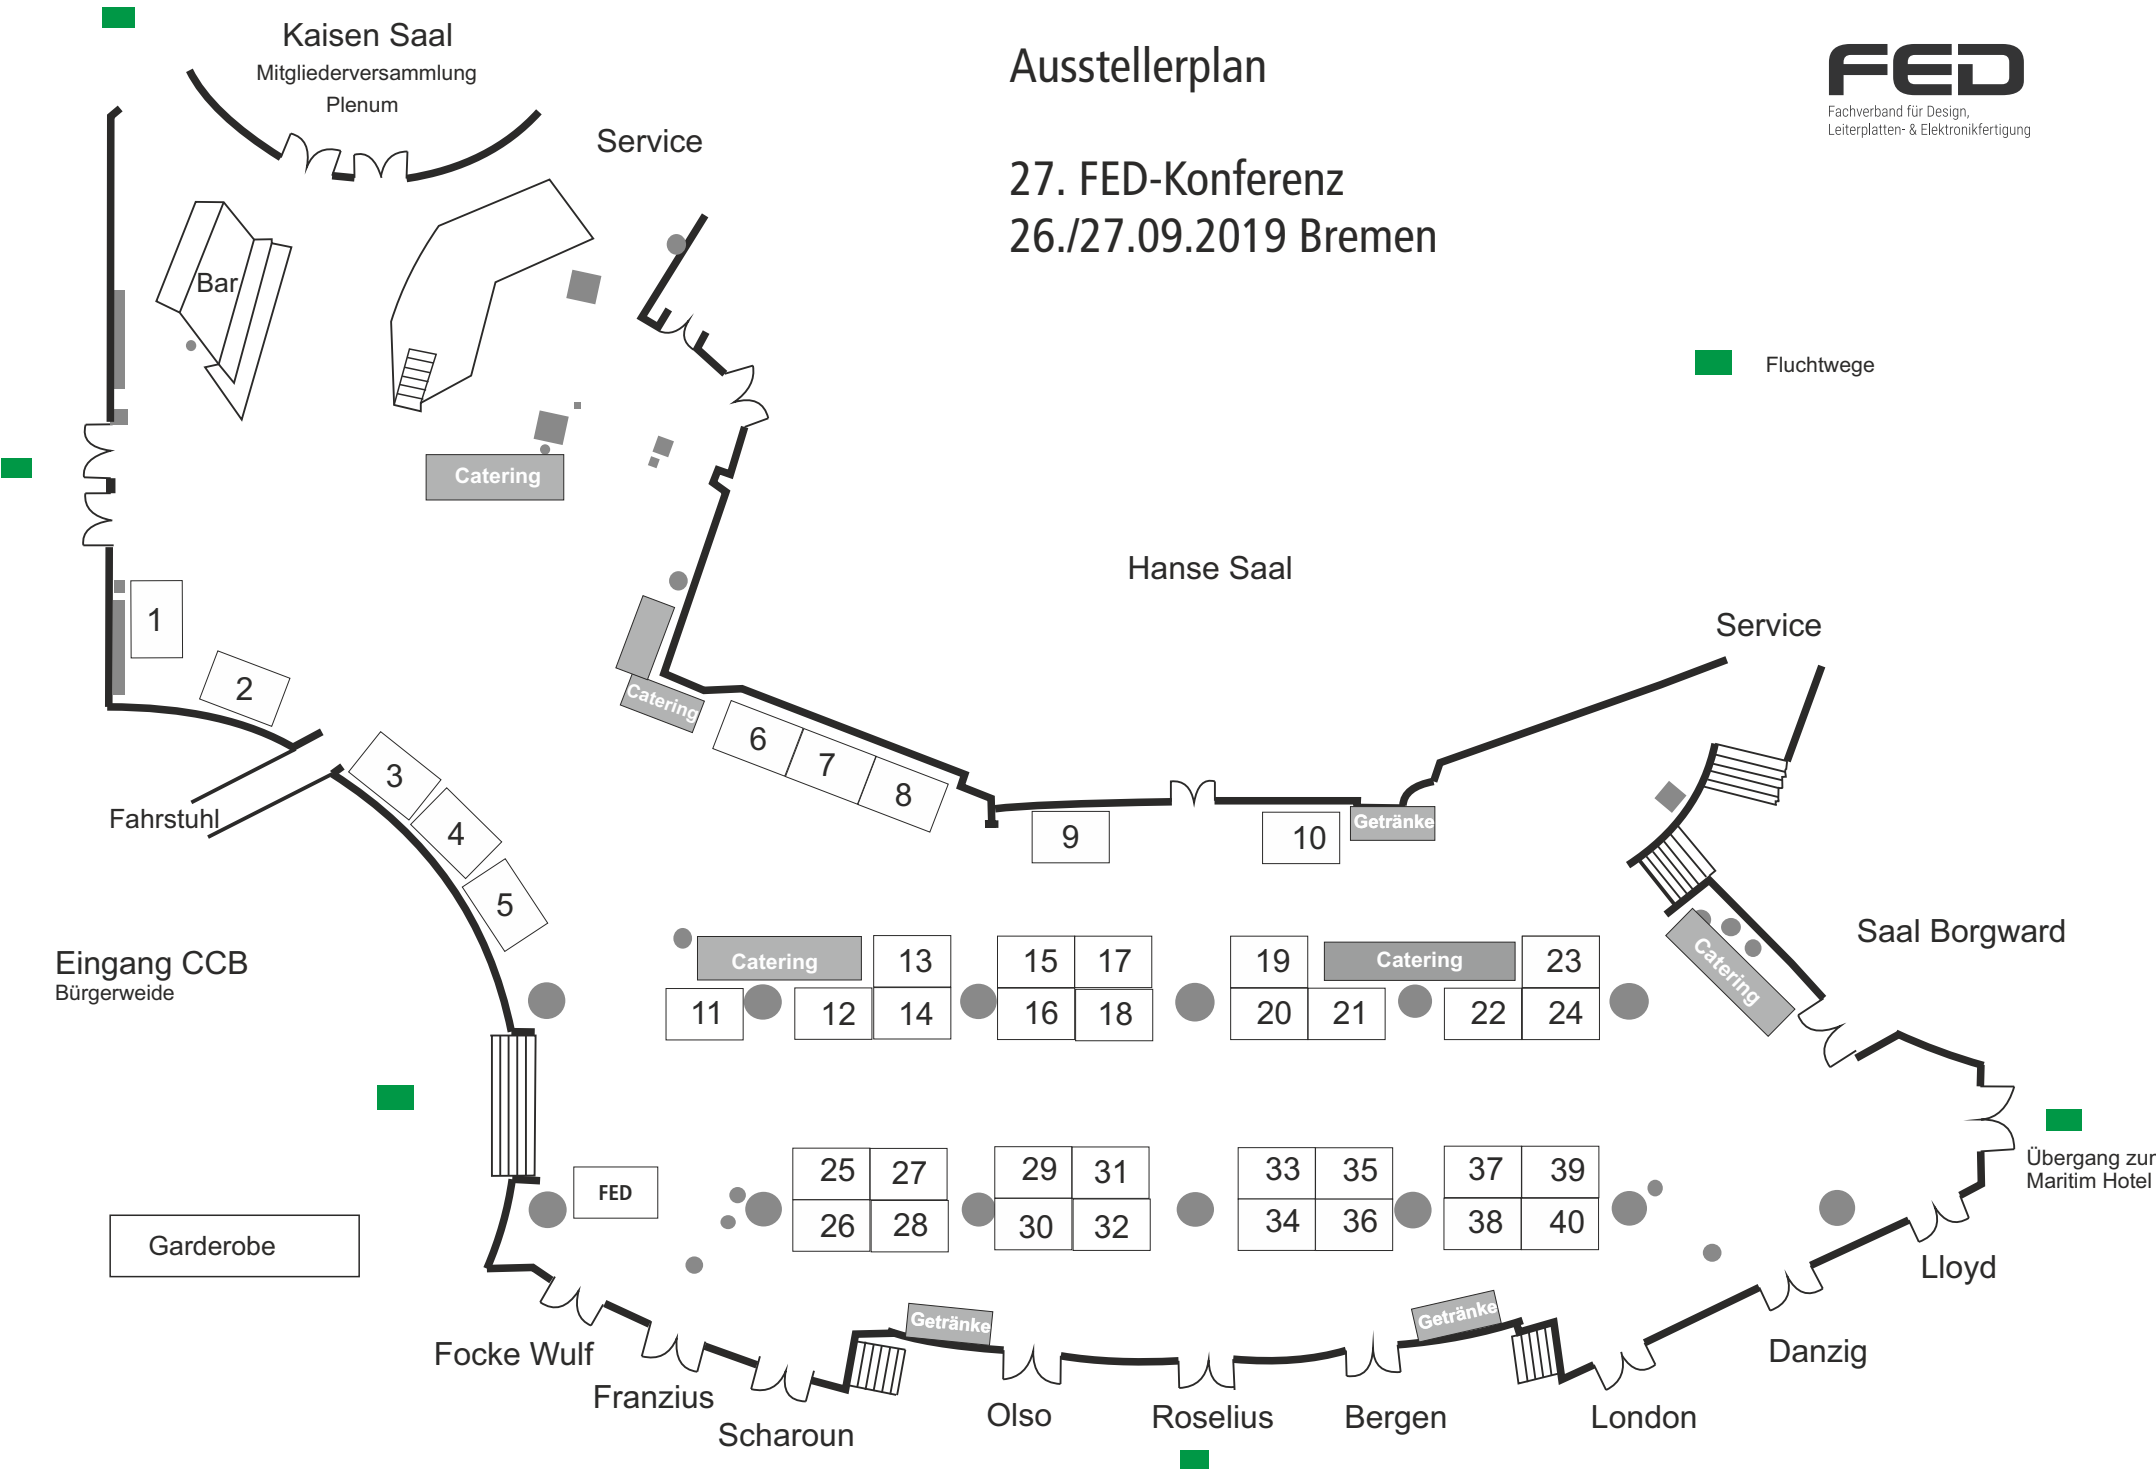 Kaisen Saal
Mitgliederversammlung
Plenum
Service
Ausstellerplan
27. FED-Konferenz
26./27.09.2019 Bremen
FED
Fachverband für Design,
Leiterplatten- & Elektronikfertigung
Bar
Fluchtwege
Catering
Hanse Saal
1
2
Catering
Service
3
4
5
6
7
8
Fahrstuhl
9
10
Getränke
Eingang CCB
Bürgerweide
Catering
13
15
17
19
Catering
23
Catering
Saal Borgward
11
12
14
16
18
20
21
22
24
Übergang zur
Maritim Hotel
FED
25
27
29
31
33
35
37
39
26
28
30
32
34
36
38
40
Garderobe
Getränke
Getränke
Lloyd
Focke Wulf
Franzius
Scharoun
Olso
Roselius
Bergen
London
Danzig